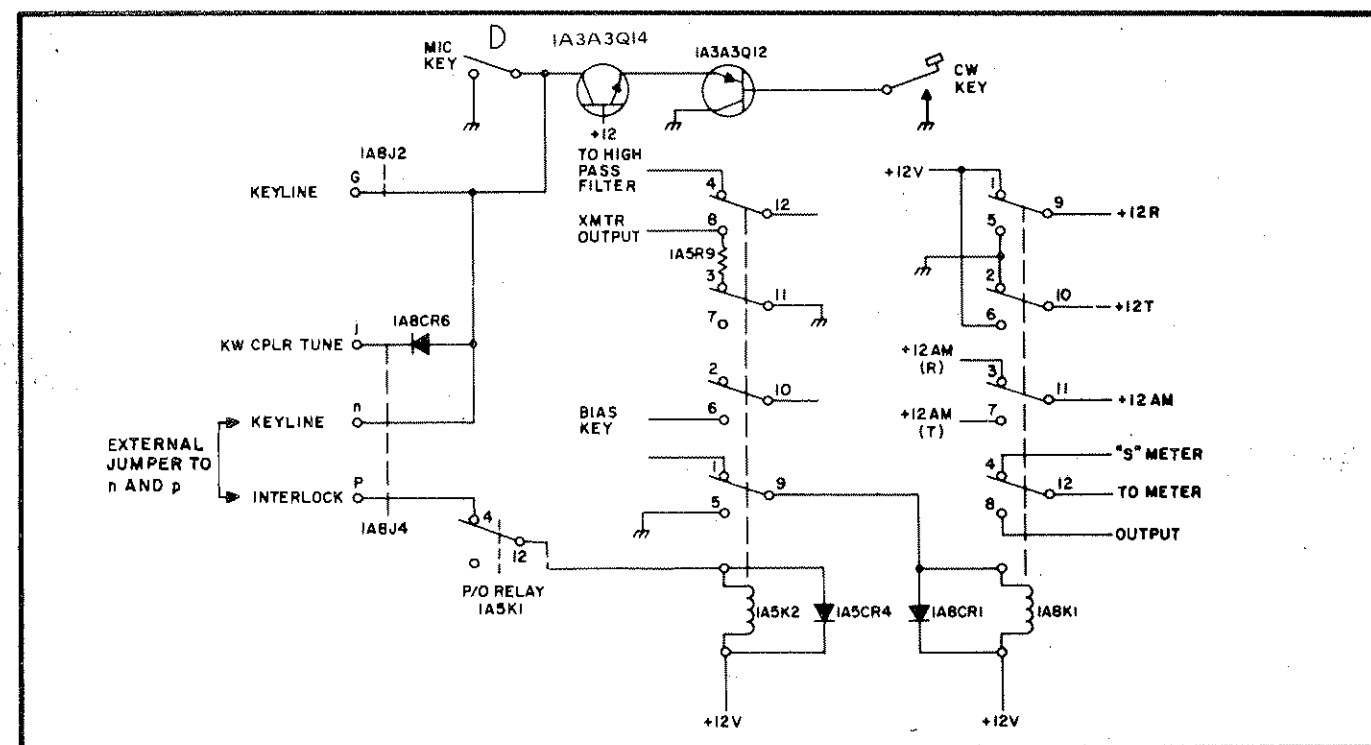 MIC
KEY
D
1A3A3Q14
1A3A3Q12
CW
KEY
+12
1A8J2
G
KEYLINE
TO HIGH
PASS
FILTER
4
12
XMTR
OUTPUT
8
1A5R9
3
11
7
+12V
1
9
+12R
5
2
10
+12T
6
KW CPLR TUNE
j
1A8CR6
+12 AM
(R)
3
11
+12 AM
+12 AM
(T)
7
2
10
BIAS
KEY
6
KEYLINE
n
EXTERNAL
JUMPER TO
n AND p
INTERLOCK
P
1A8J4
4
12
P/O RELAY
1A5K1
1
9
5
"S" METER
4
12
TO METER
8
OUTPUT
1A5K2
1A5CR4
1A8CR1
1A8K1
+12V
+12V